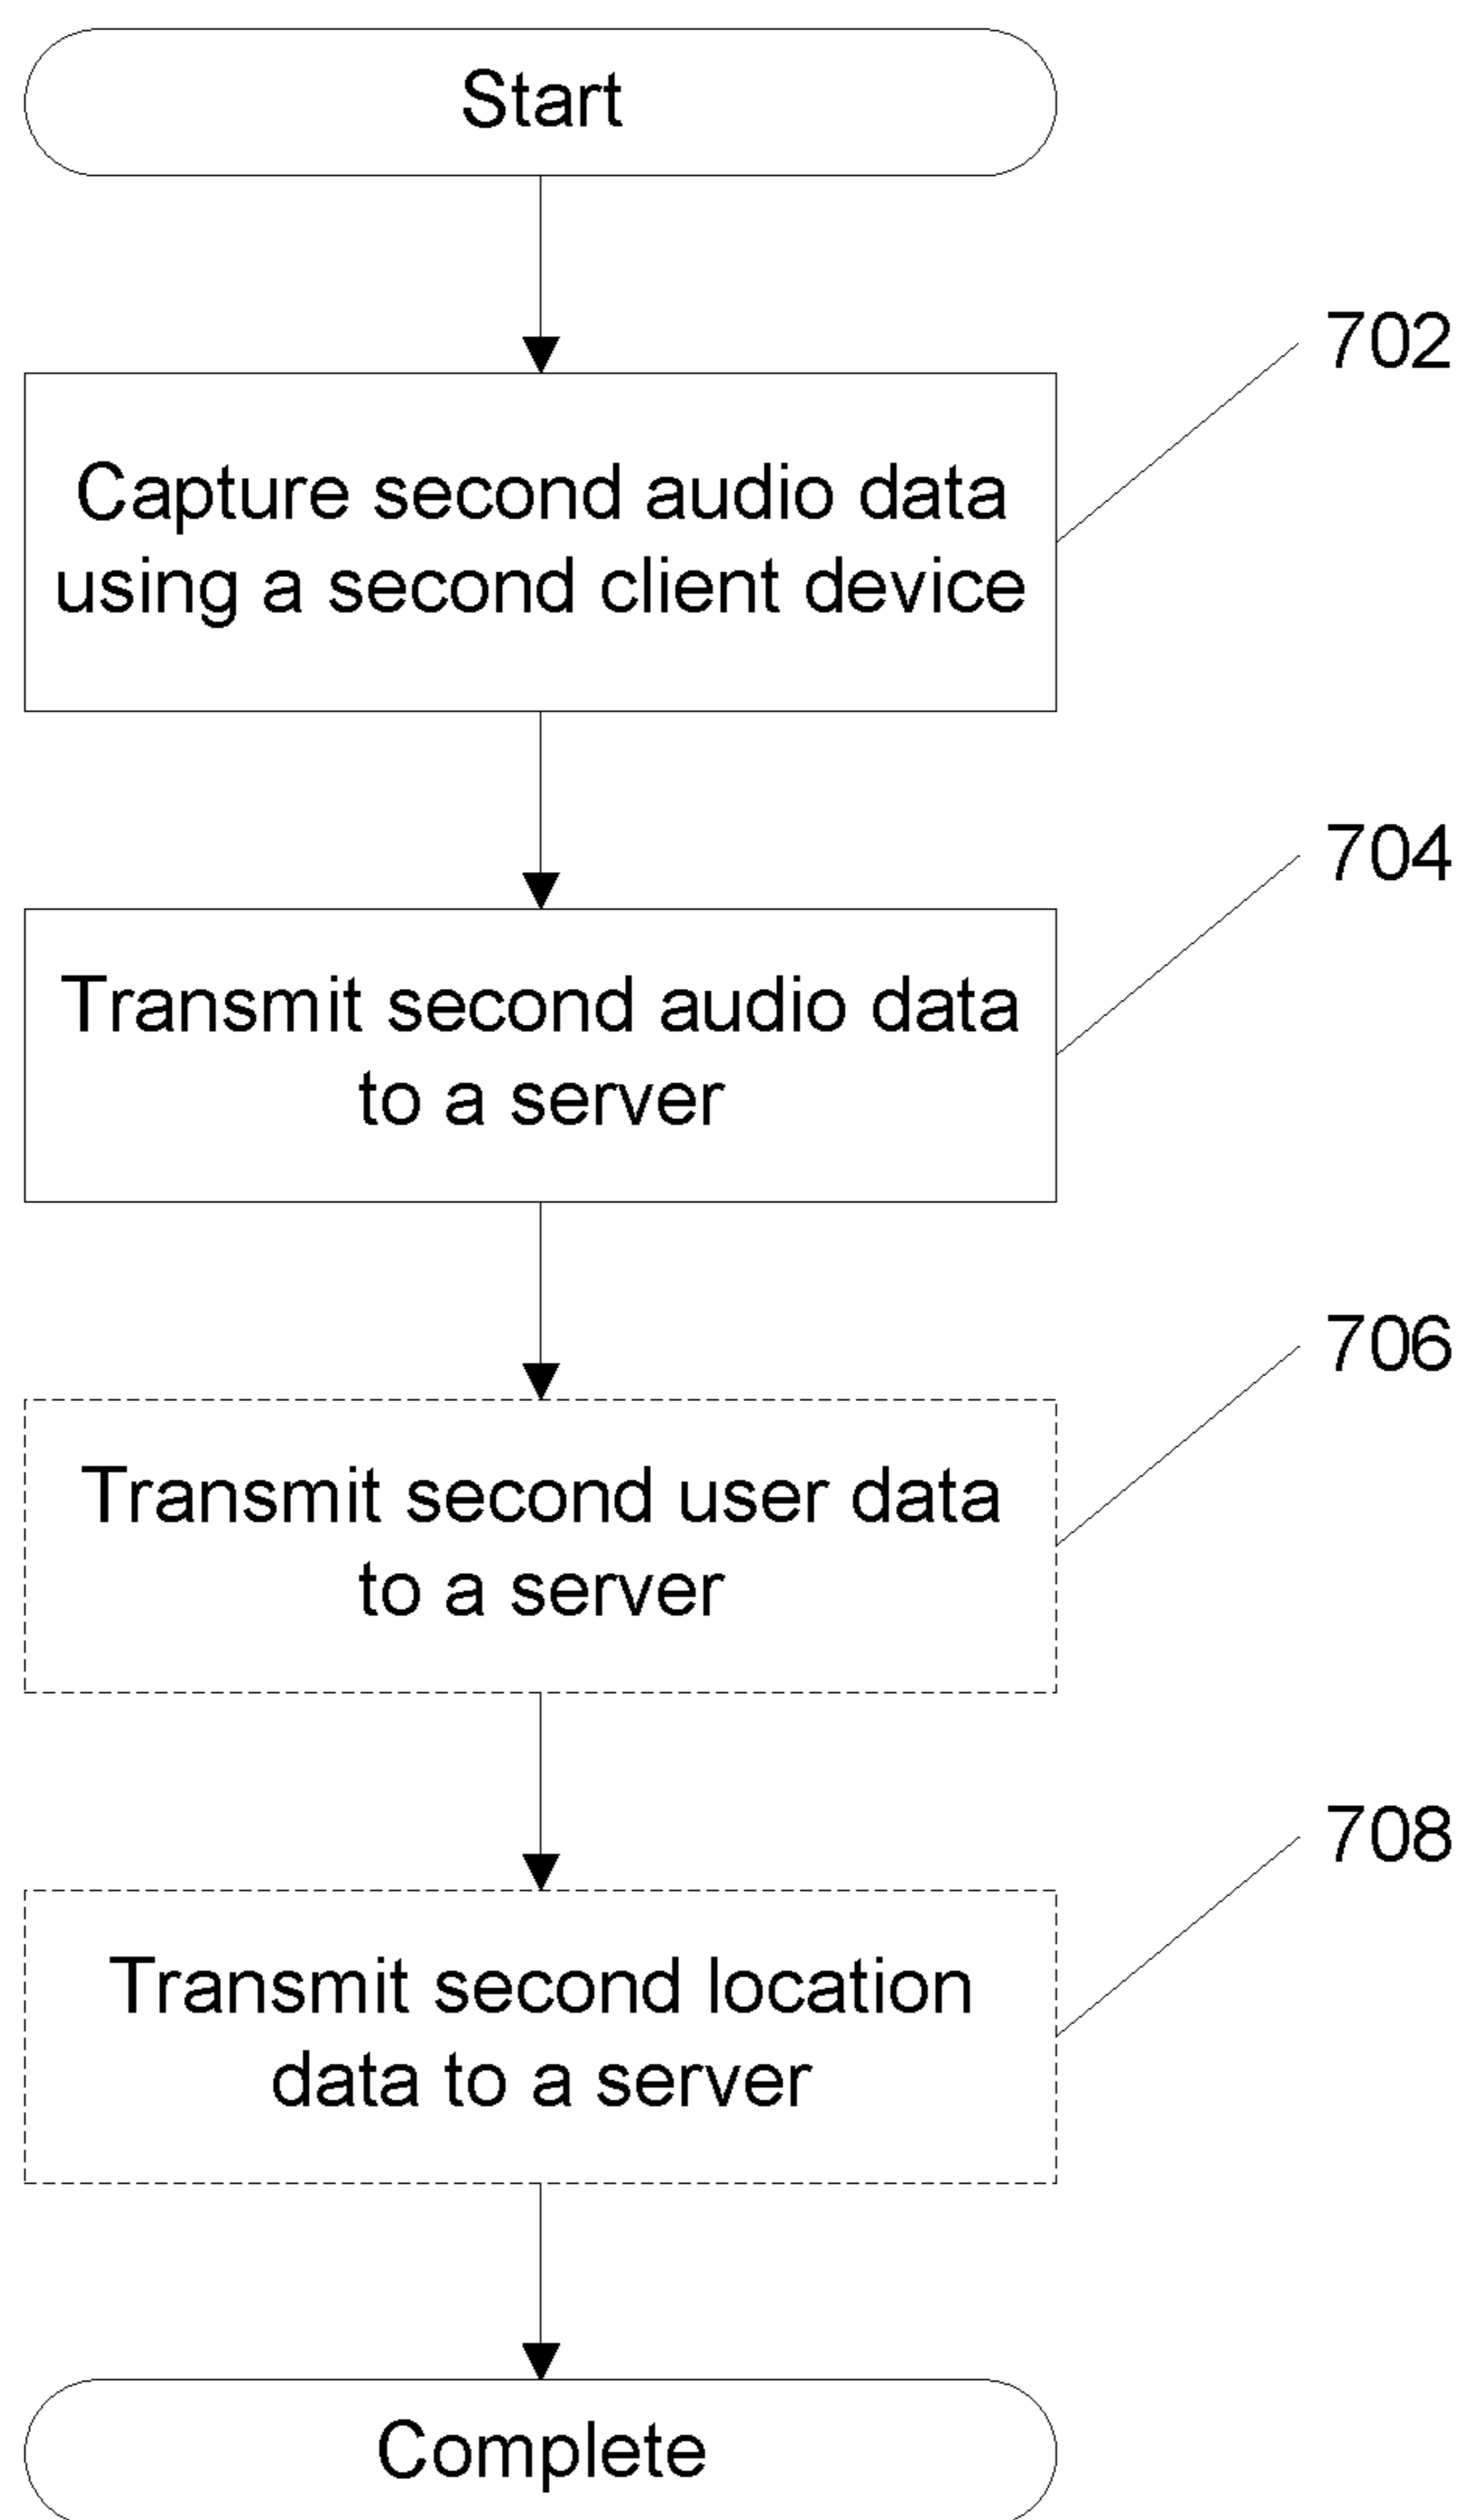 Start
702
Capture second audio data
using a second client device
704
Transmit second audio data
to a server
706
Transmit second user data
to a server
708
Transmit second location
data to a server
Complete